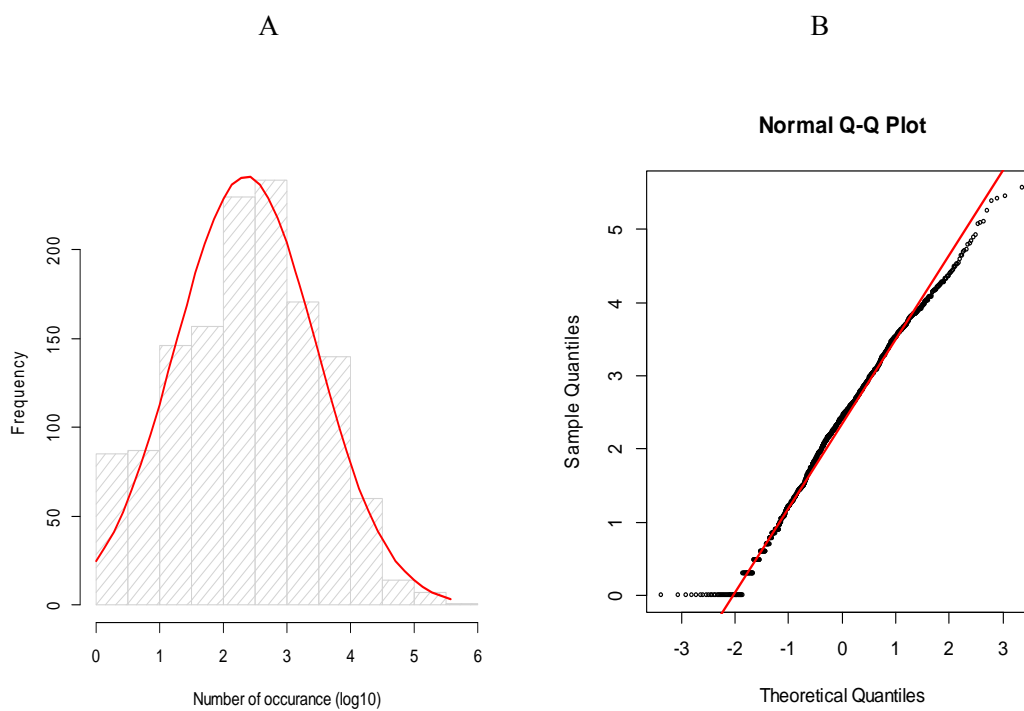 A
B
Normal Q-Q Plot
Frequency
0 50 100 150 200
0 1 2 3 4 5 6
Number of occurance (log10)
Sample Quantiles
0 1 2 3 4 5
-3 -2 -1 0 1 2 3
Theoretical Quantiles